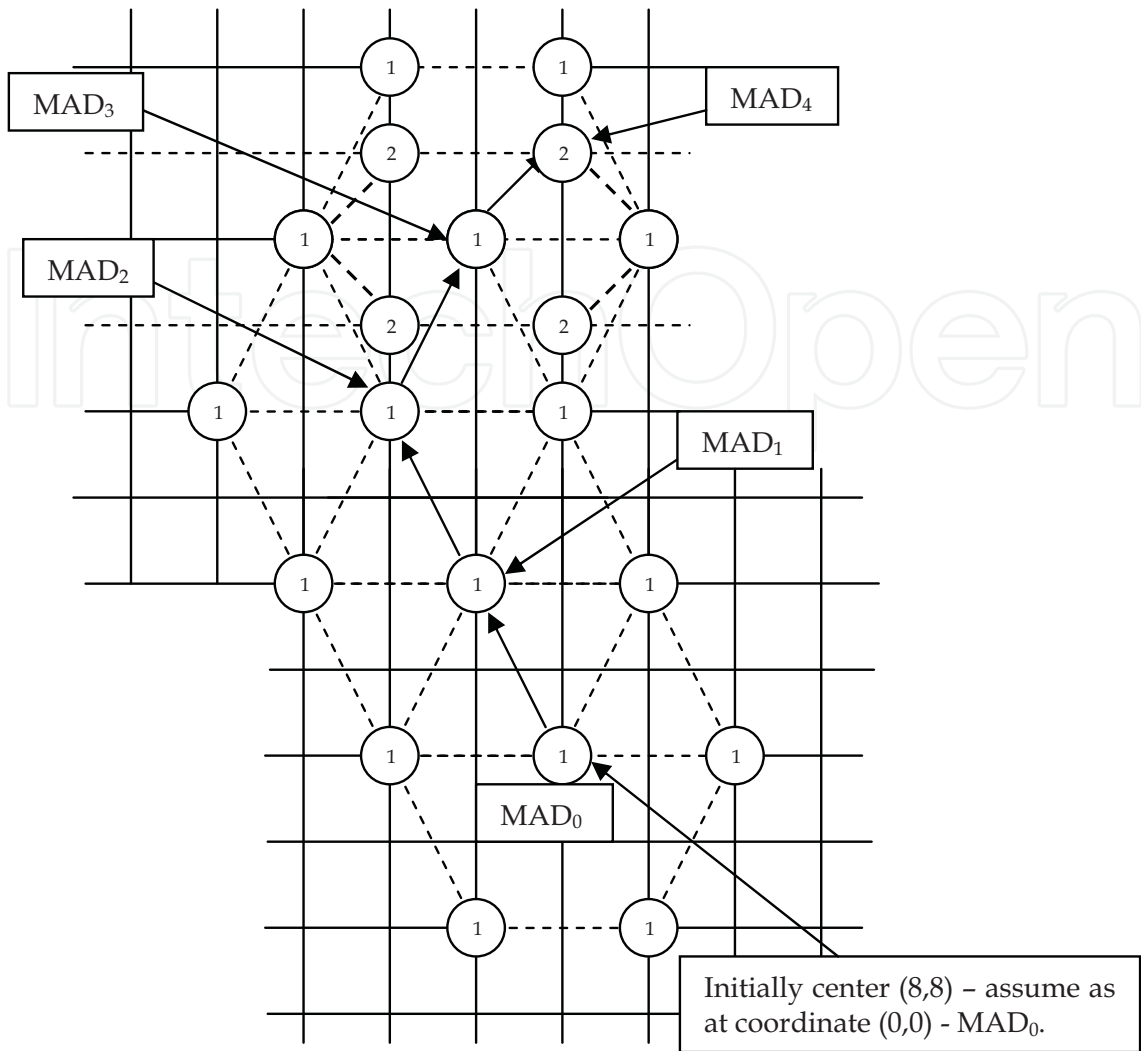 1 1
MAD₃
MAD₄
2 2
1 1 1
MAD₂
2 2
1 1 1
MAD₁
1 1 1
1 1 1
MAD₀
1 1
Initially center (8,8) – assume as
at coordinate (0,0) - MAD₀.
IntechOpen